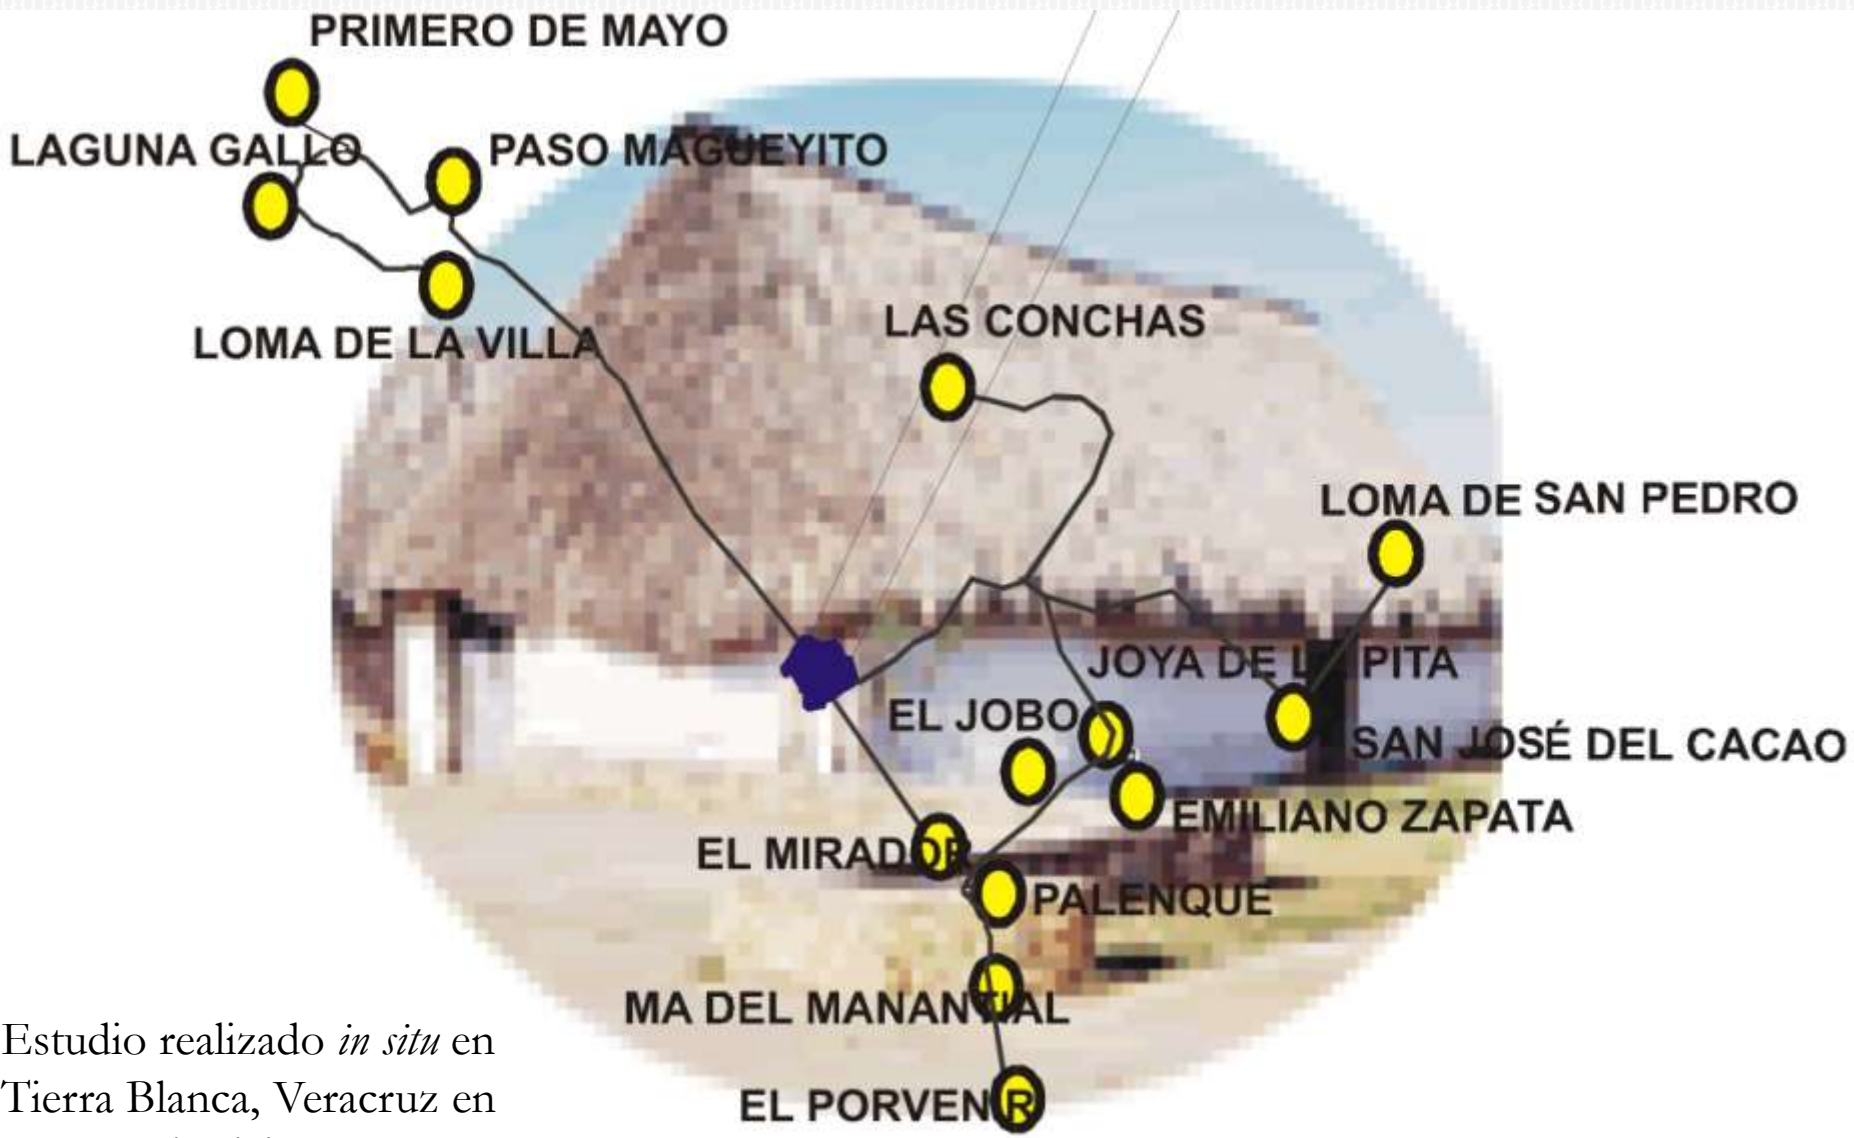 PRIMERO DE MAYO
LAGUNA GALLO
PASO MAGUEYITO
LOMA DE LA VILLA
LAS CONCHAS
LOMA DE SAN PEDRO
JOYA DE LA PITA
EL JOBO
SAN JOSÉ DEL CACAO
EMILIANO ZAPATA
EL MIRADOR
PALENQUE
MA DEL MANANTIAL
EL PORVENIR
Estudio realizado in situ en
Tierra Blanca, Veracruz en